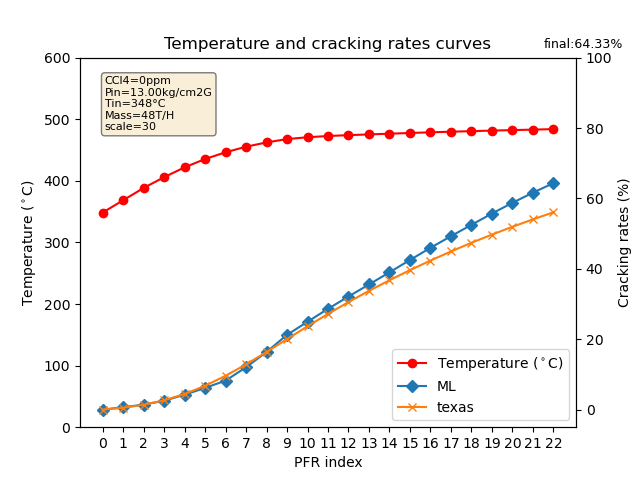 Temperature and cracking rates curves
final:64.33%
CCl4=0ppm
Pin=13.00kg/cm2G
Tin=348°C
Mass=48T/H
scale=30
Temperature (°C)
600
500
400
300
200
100
0
100
80
60
40
20
0
Cracking rates (%)
Temperature (°C)
ML
texas
0 1 2 3 4 5 6 7 8 9 10 11 12 13 14 15 16 17 18 19 20 21 22
PFR index